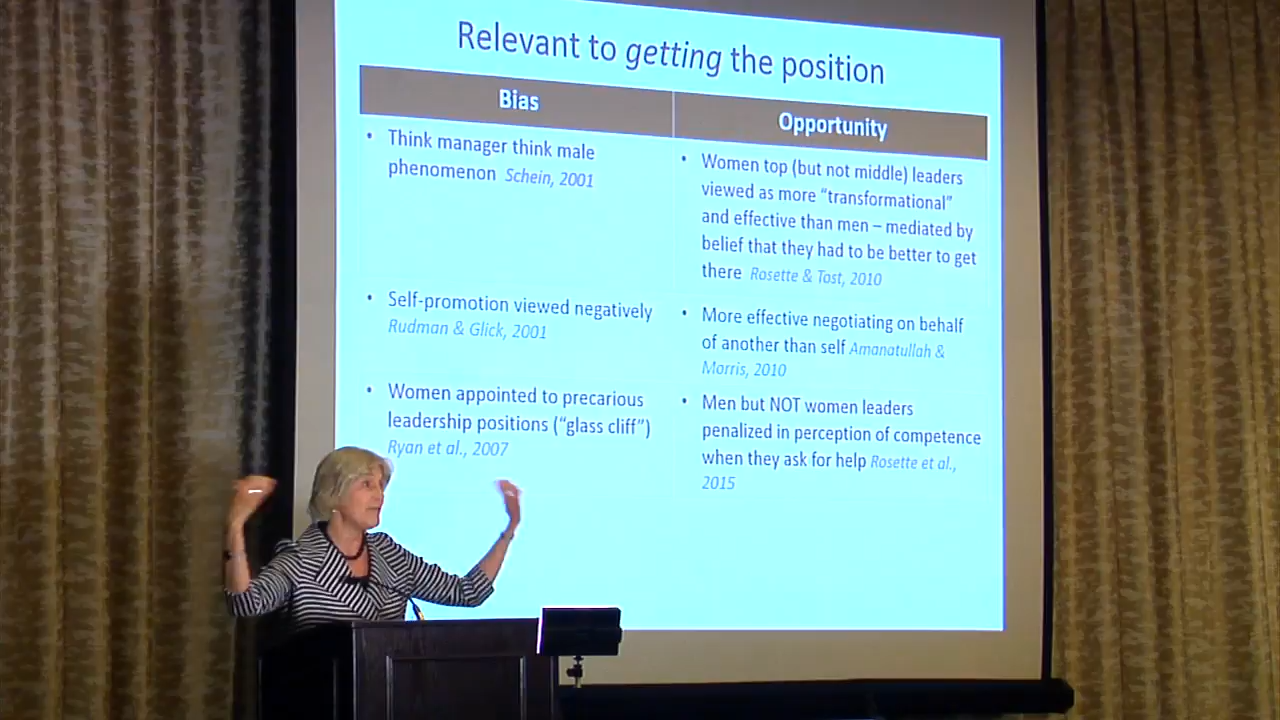 Relevant to getting the position
Bias
Opportunity
• Think manager think male
phenomenon Schein, 2001
• Women top (but not middle) leaders
viewed as more “transformational”
and effective than men – mediated by
belief that they had to be better to get
there Rosette & Tost, 2010
• Self-promotion viewed negatively
Rudman & Glick, 2001
• More effective negotiating on behalf
of another than self Amanatullah &
Morris, 2010
• Women appointed to precarious
leadership positions (“glass cliff”)
Ryan et al., 2007
• Men but NOT women leaders
penalized in perception of competence
when they ask for help Rosette et al.,
2015